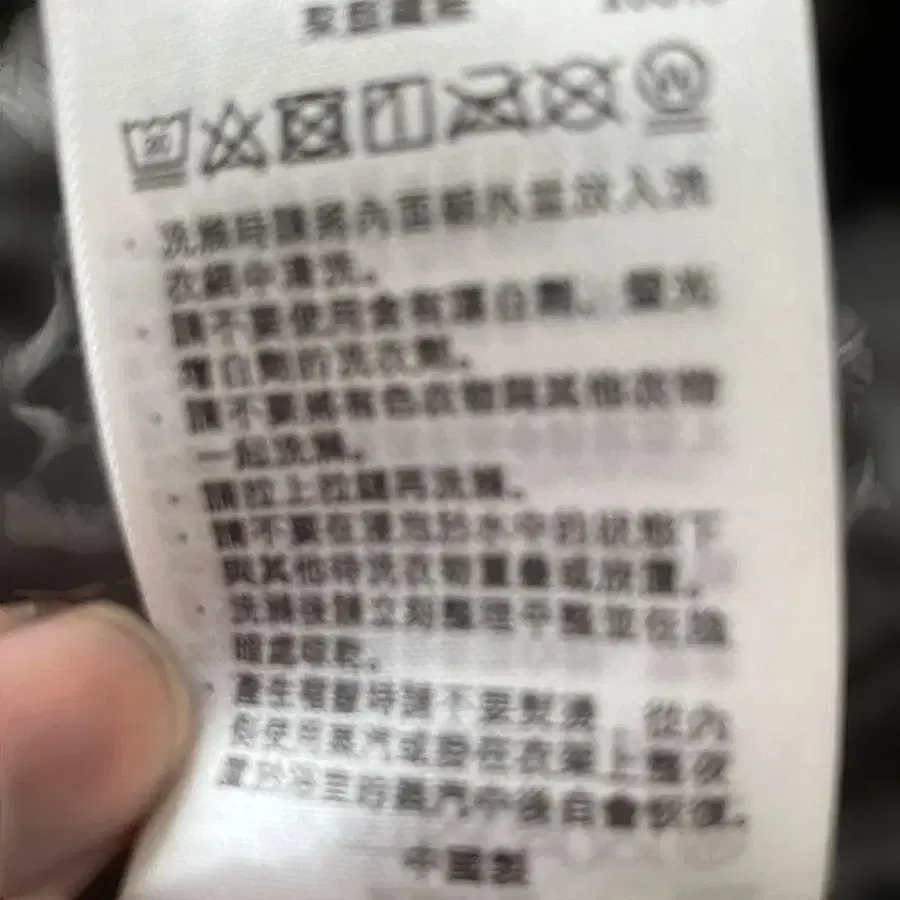 聚酯纖維 100%
30
W
· 洗滌時請將內面翻外並放入洗
衣網中清洗。
· 請不要使用含有漂白劑、螢光
增白劑的洗衣劑。
· 請不要將有色衣物與其他衣物
一起洗滌。
· 請拉上拉鏈再洗滌。
· 請不要在浸泡於水中的狀態下
與其他待洗衣物重疊或放置。
· 洗滌後請立刻整理平整並在陰
暗處晾乾。
· 產生褶皺時請不要熨燙 從內
側使用蒸汽或掛在衣架上整夜
置於浴室的蒸汽中後自會恢復。
中國製